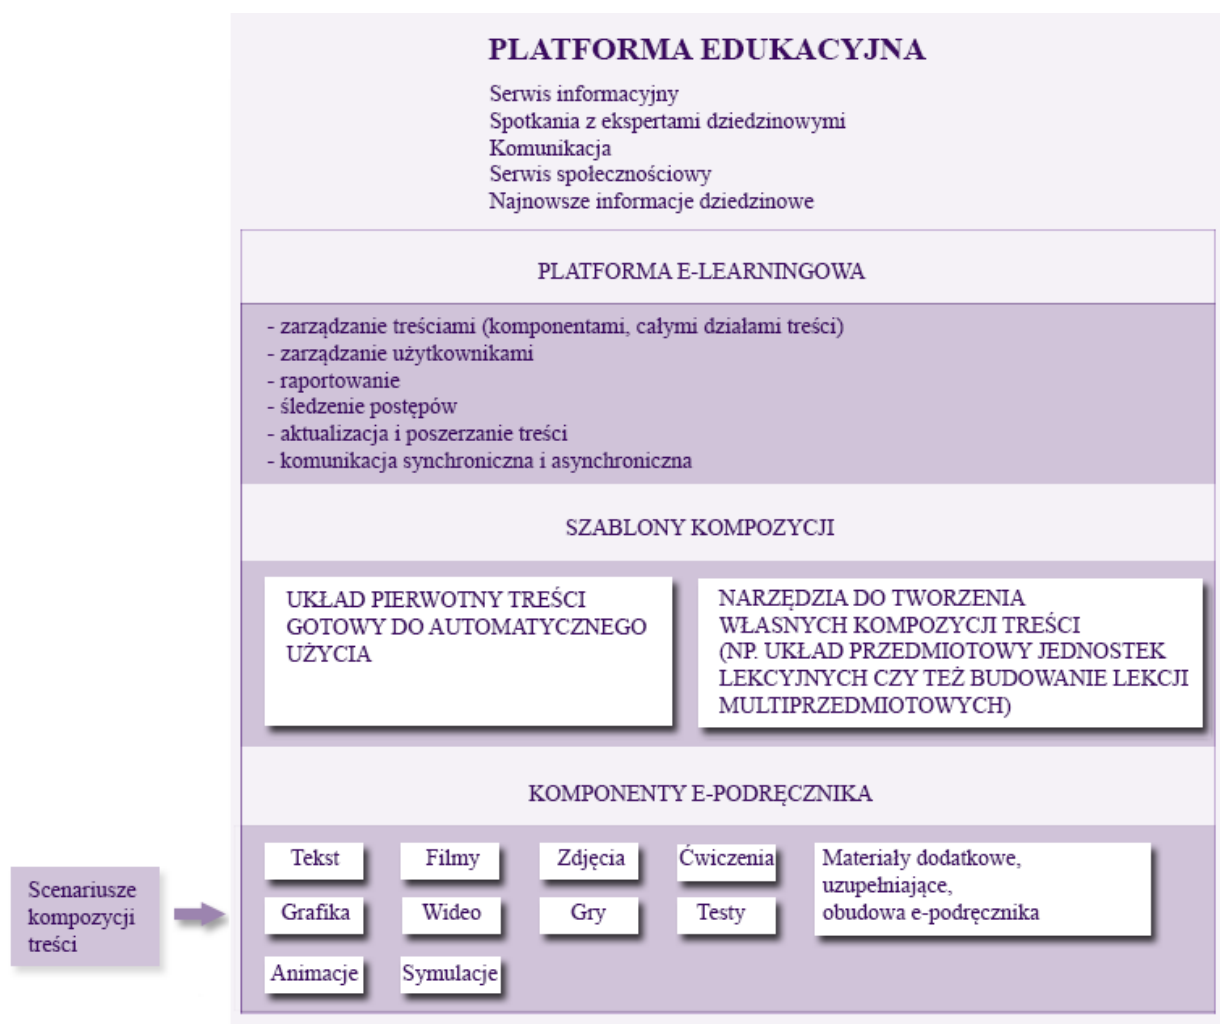 PLATFORMA EDUKACYJNA
Serwis informacyjny
Spotkania z ekspertami dziedzinowymi
Komunikacja
Serwis społecznościowy
Najnowsze informacje dziedzinowe
PLATFORMA E-LEARNINGOWA
- zarządzanie treściami (komponentami, całymi działami treści)
- zarządzanie użytkownikami
- raportowanie
- śledzenie postępów
- aktualizacja i poszerzanie treści
- komunikacja synchroniczna i asynchroniczna
SZABLONY KOMPOZYCJI
UKŁAD PIERWOTNY TREŚCI
GOTOWY DO AUTOMATYCZNEGO
UŻYCIA
NARZĘDZIA DO TWORZENIA
WŁASNYCH KOMPOZYCJI TREŚCI
(NP. UKŁAD PRZEDMIOTOWY JEDNOSTEK
LEKCYJNYCH CZY TEŻ BUDOWANIE LEKCJI
MULTIPRZEDMIOTOWYCH)
KOMPONENTY E-PODRĘCZNIKA
Scenariusze
kompozycji
treści
Tekst
Filmy
Zdjęcia
Ćwiczenia
Grafika
Wideo
Gry
Testy
Animacje
Symulacje
Materiały dodatkowe,
uzupełniające,
obudowa e-podręcznika